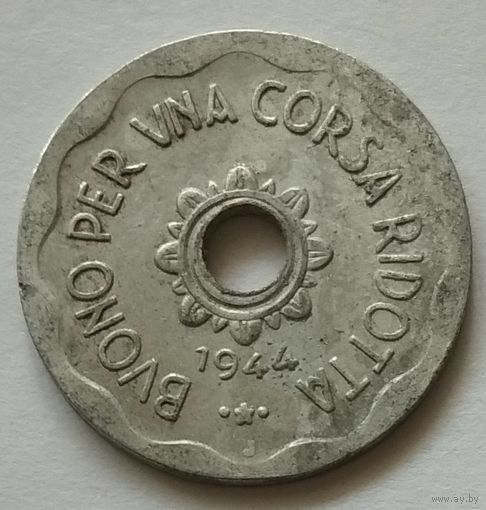 BVONO PER VNA CORSA RIDOTTA
1944
J
www.ay.by